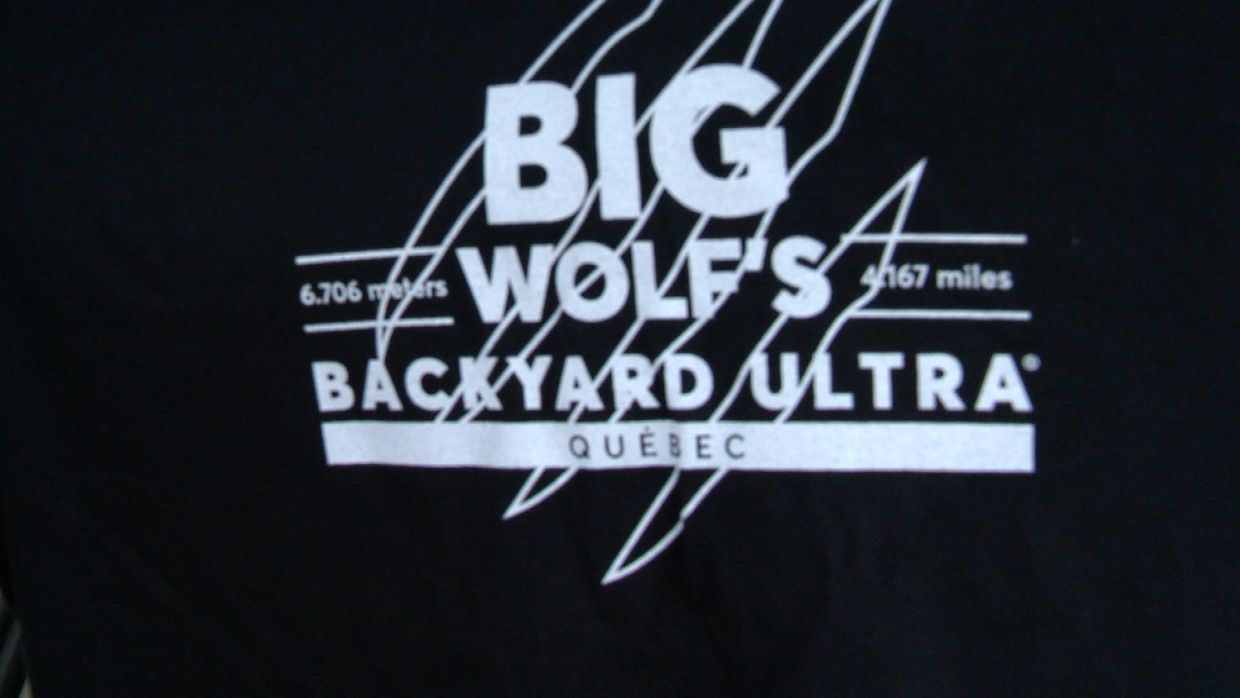 BIG
WOLF'S
6.706 meters
4.167 miles
BACKYARD ULTRA®
QUÉBEC